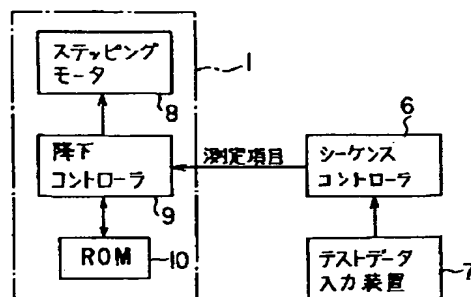 ステッピング
モータ
8
1
降下
コントローラ
9
ROM
10
測定項目
6
シーケンス
コントローラ
テストデータ
入力装置
7